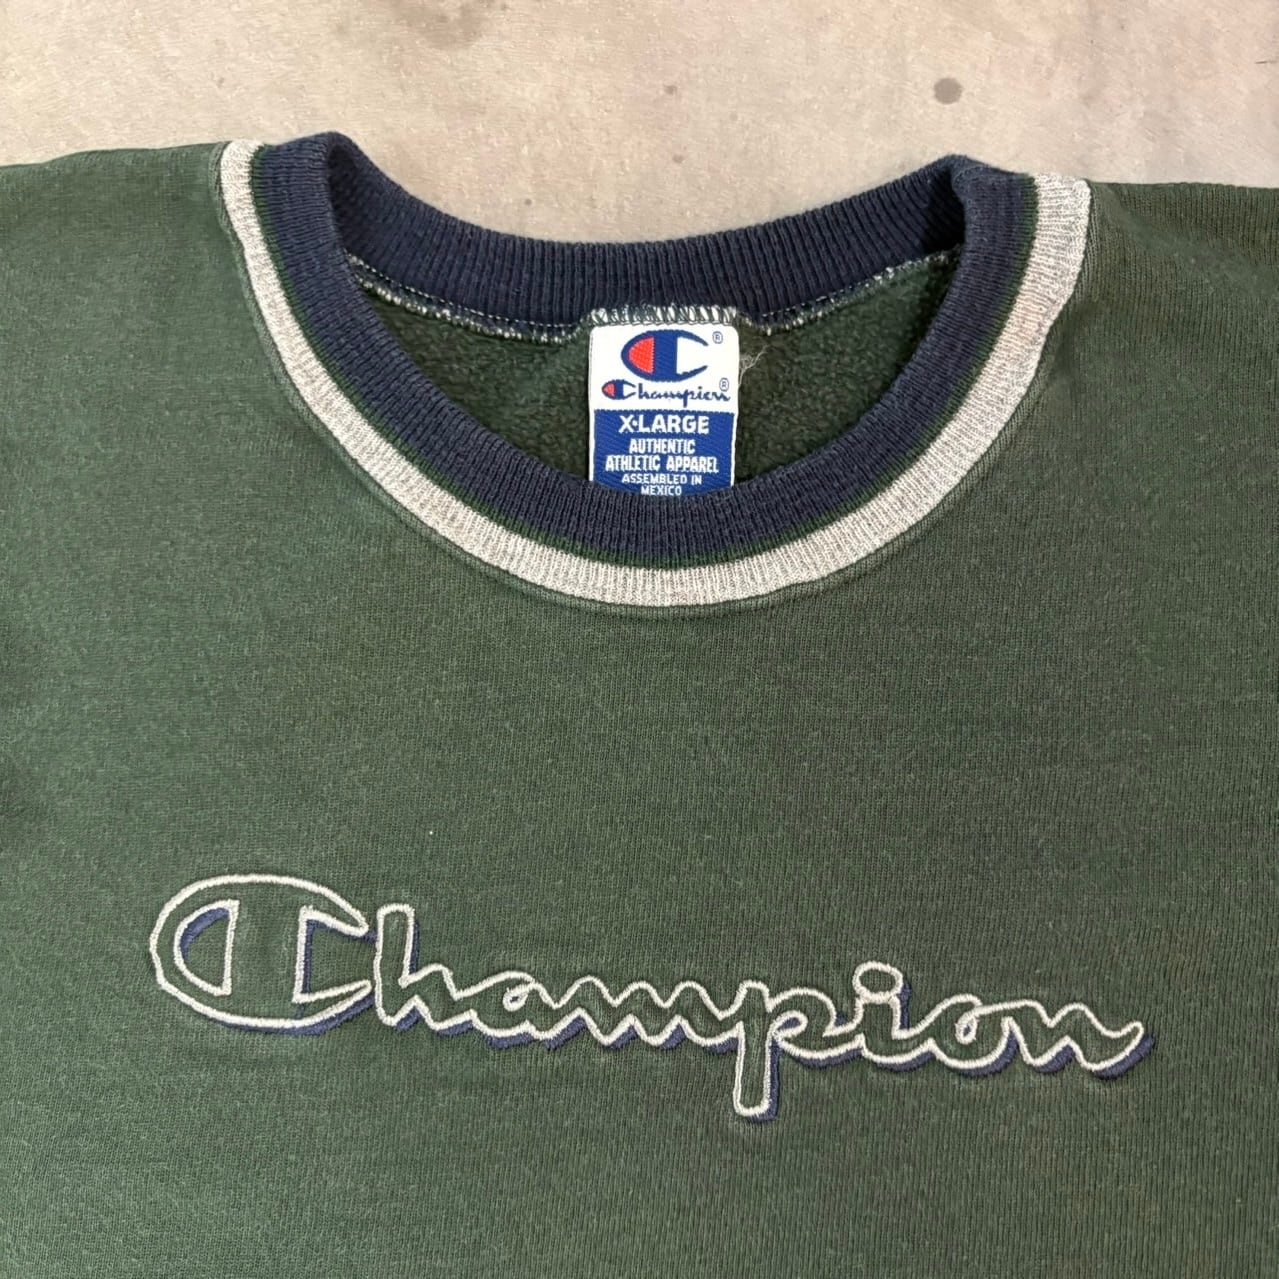 Champion
X-LARGE
AUTHENTIC
ATHLETIC APPAREL
ASSEMBLED IN
MEXICO
Champion